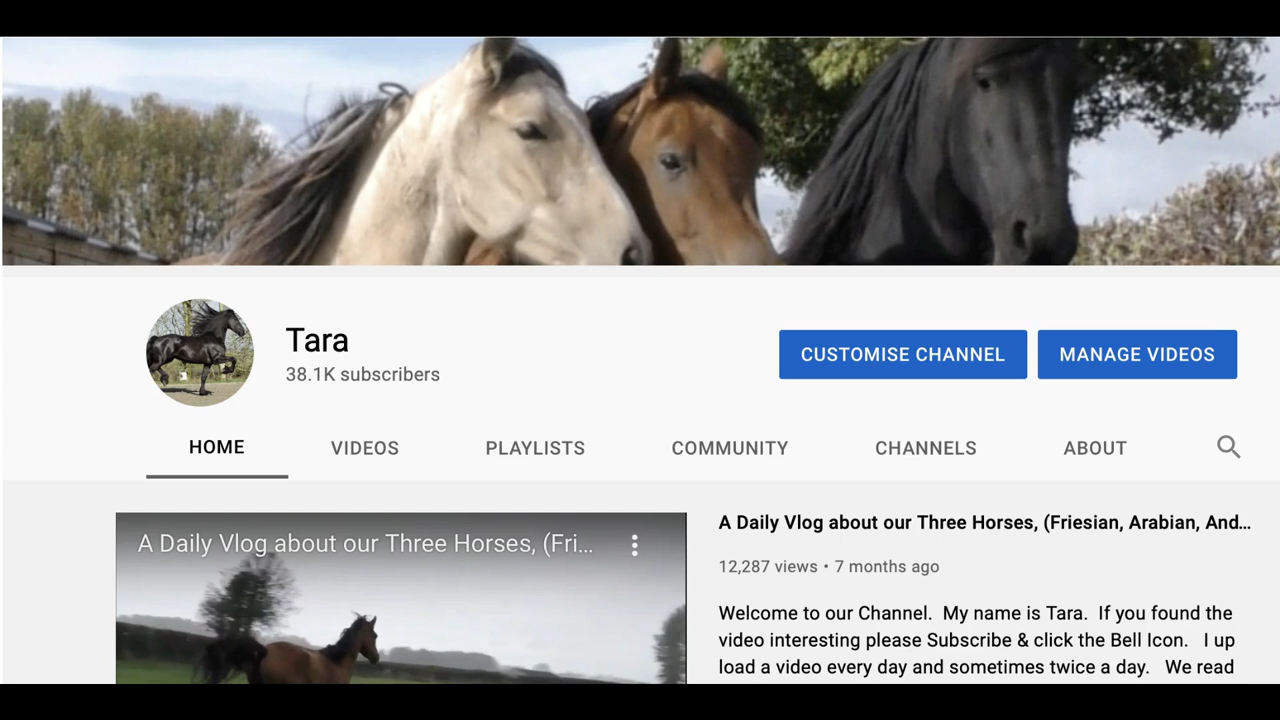 Tara
38.1K subscribers
CUSTOMISE CHANNEL
MANAGE VIDEOS
HOME
VIDEOS
PLAYLISTS
COMMUNITY
CHANNELS
ABOUT
A Daily Vlog about our Three Horses, (Fri...
A Daily Vlog about our Three Horses, (Friesian, Arabian, And...
12,287 views • 7 months ago
Welcome to our Channel.  My name is Tara.  If you found the
video interesting please Subscribe & click the Bell Icon.   I up
load a video every day and sometimes twice a day.   We read